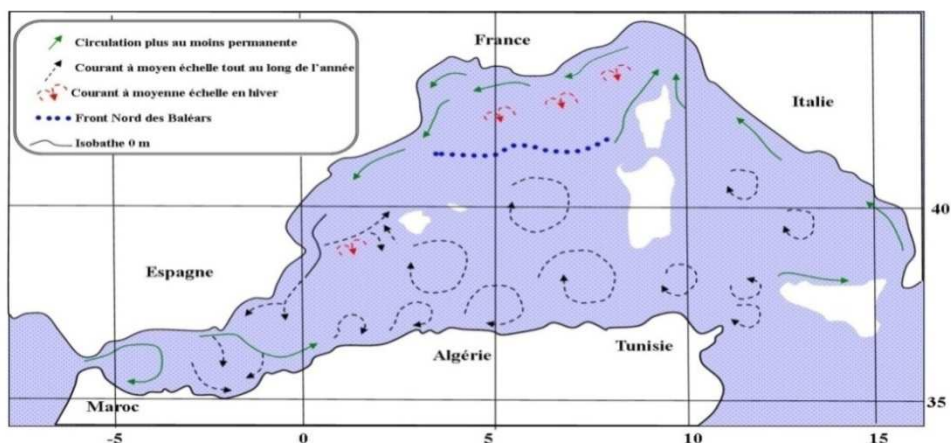 Circulation plus au moins permanente
Courant à moyen échelle tout au long de l'année
Courant à moyenne échelle en hiver
Front Nord des Baléars
Isobathe 0 m
France
Italie
40
Espagne
Algérie
Tunisie
Maroc
35
-5
0
5
10
15